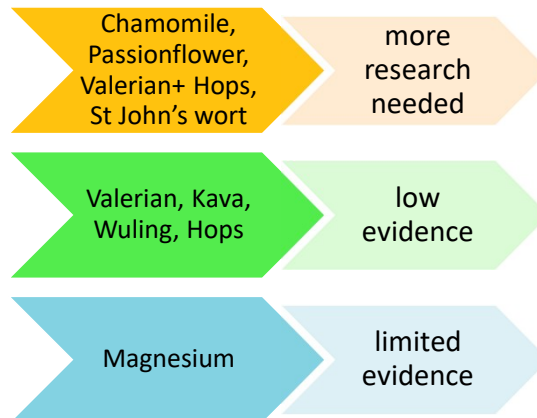 Chamomile,
Passionflower,
Valerian+ Hops,
St John’s wort
more
research
needed
Valerian, Kava,
Wuling, Hops
low
evidence
Magnesium
limited
evidence